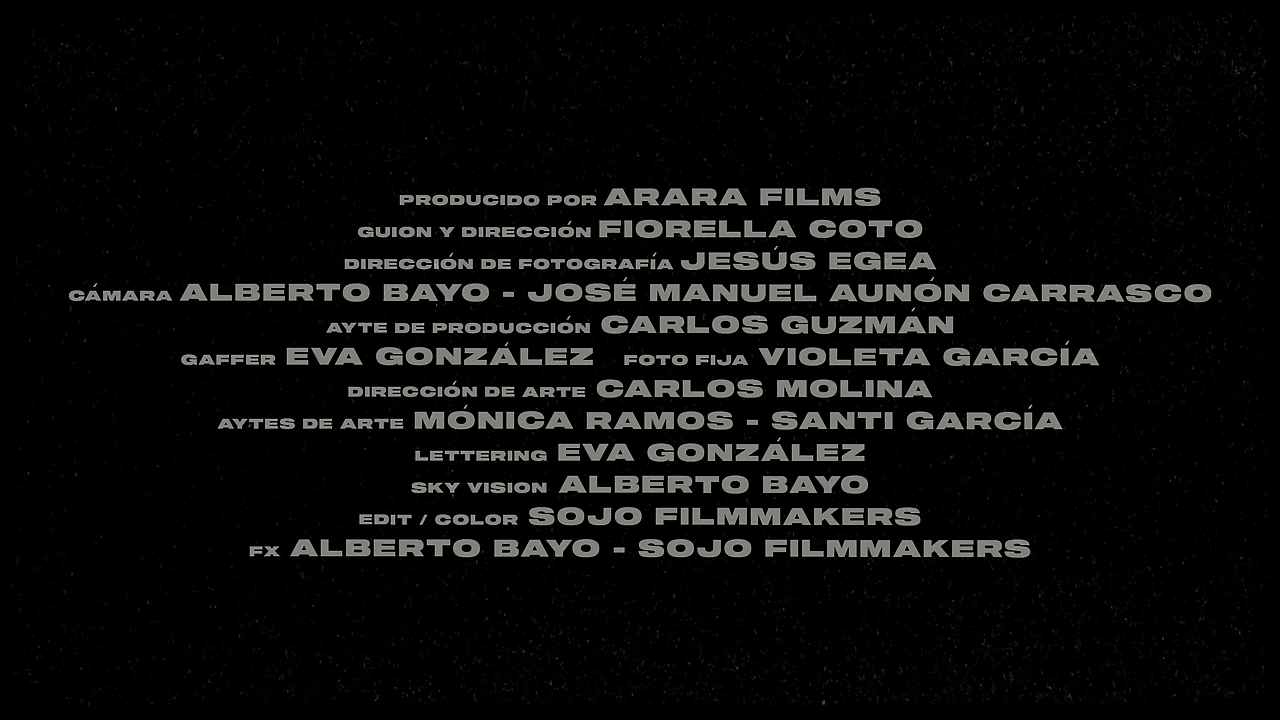 PRODUCIDO POR ARARA FILMS
GUION Y DIRECCIÓN FIORELLA COTO
DIRECCIÓN DE FOTOGRAFÍA JESÚS EGEA
CÁMARA ALBERTO BAYO - JOSÉ MANUEL AUNÓN CARRASCO
AYTE DE PRODUCCIÓN CARLOS GUZMÁN
GAFFER EVA GONZÁLEZ FOTO FIJA VIOLETA GARCÍA
DIRECCIÓN DE ARTE CARLOS MOLINA
AYTES DE ARTE MÓNICA RAMOS - SANTI GARCÍA
LETTERING EVA GONZÁLEZ
SKY VISION ALBERTO BAYO
EDIT / COLOR SOJO FILMMAKERS
FX ALBERTO BAYO - SOJO FILMMAKERS